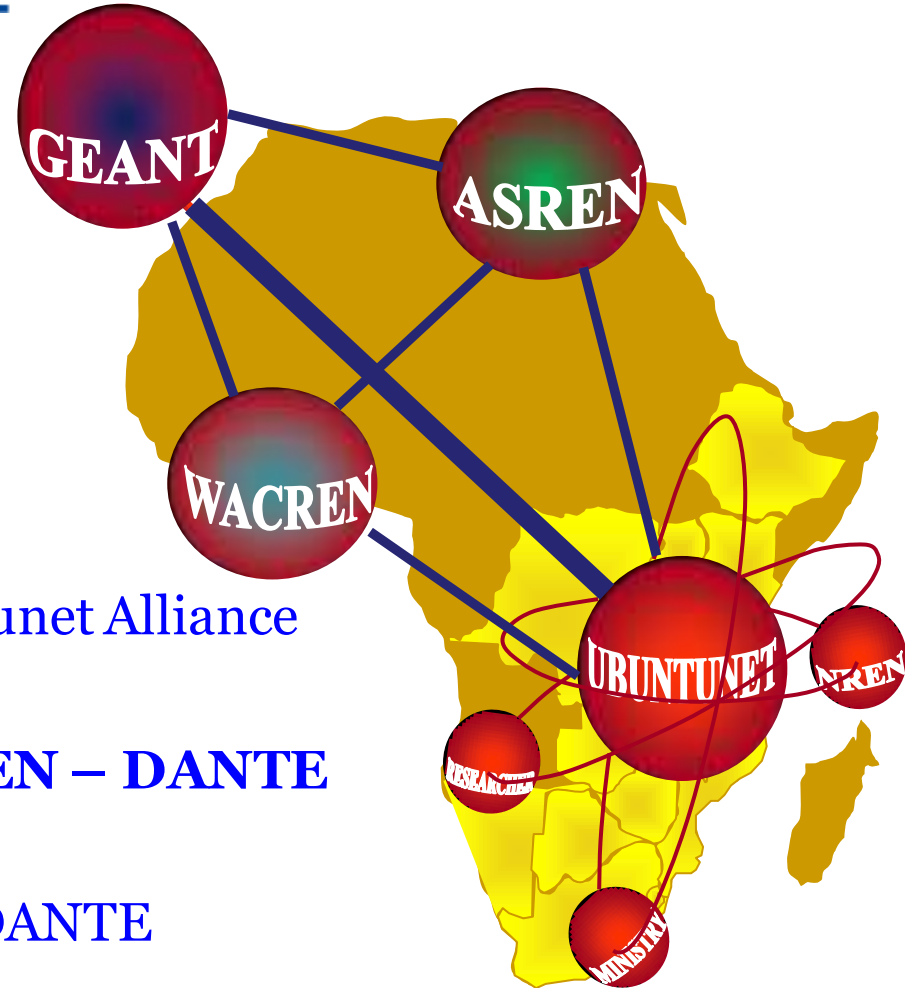 GEANT
ASREN
WACREN
unet Alliance
UBUNTUNET
NREN
EN – DANTE
RESEARCHER
DANTE
MINISTRY